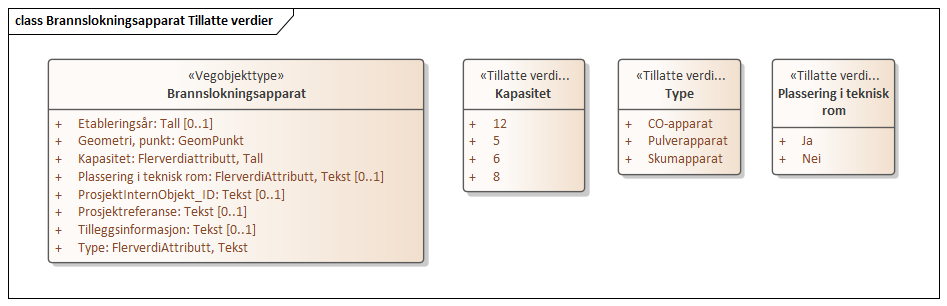 class Brannslokningsapparat Tillatte verdier
«Vegobjekttype»
Brannslokningsapparat
+ Etableringsår: Tall [0..1]
+ Geometri, punkt: GeomPunkt
+ Kapasitet: Flerverdiattributt, Tall
+ Plassering i teknisk rom: FlerverdiAttributt, Tekst [0..1]
+ ProsjektInternObjekt_ID: Tekst [0..1]
+ Prosjektreferanse: Tekst [0..1]
+ Tilleggsinformasjon: Tekst [0..1]
+ Type: FlerverdiAttributt, Tekst
«Tillatte verdi...
Kapasitet
+ 12
+ 5
+ 6
+ 8
«Tillatte verdi...
Type
+ CO-apparat
+ Pulverapparat
+ Skumapparat
«Tillatte verdi...
Plassering i teknisk
rom
+ Ja
+ Nei